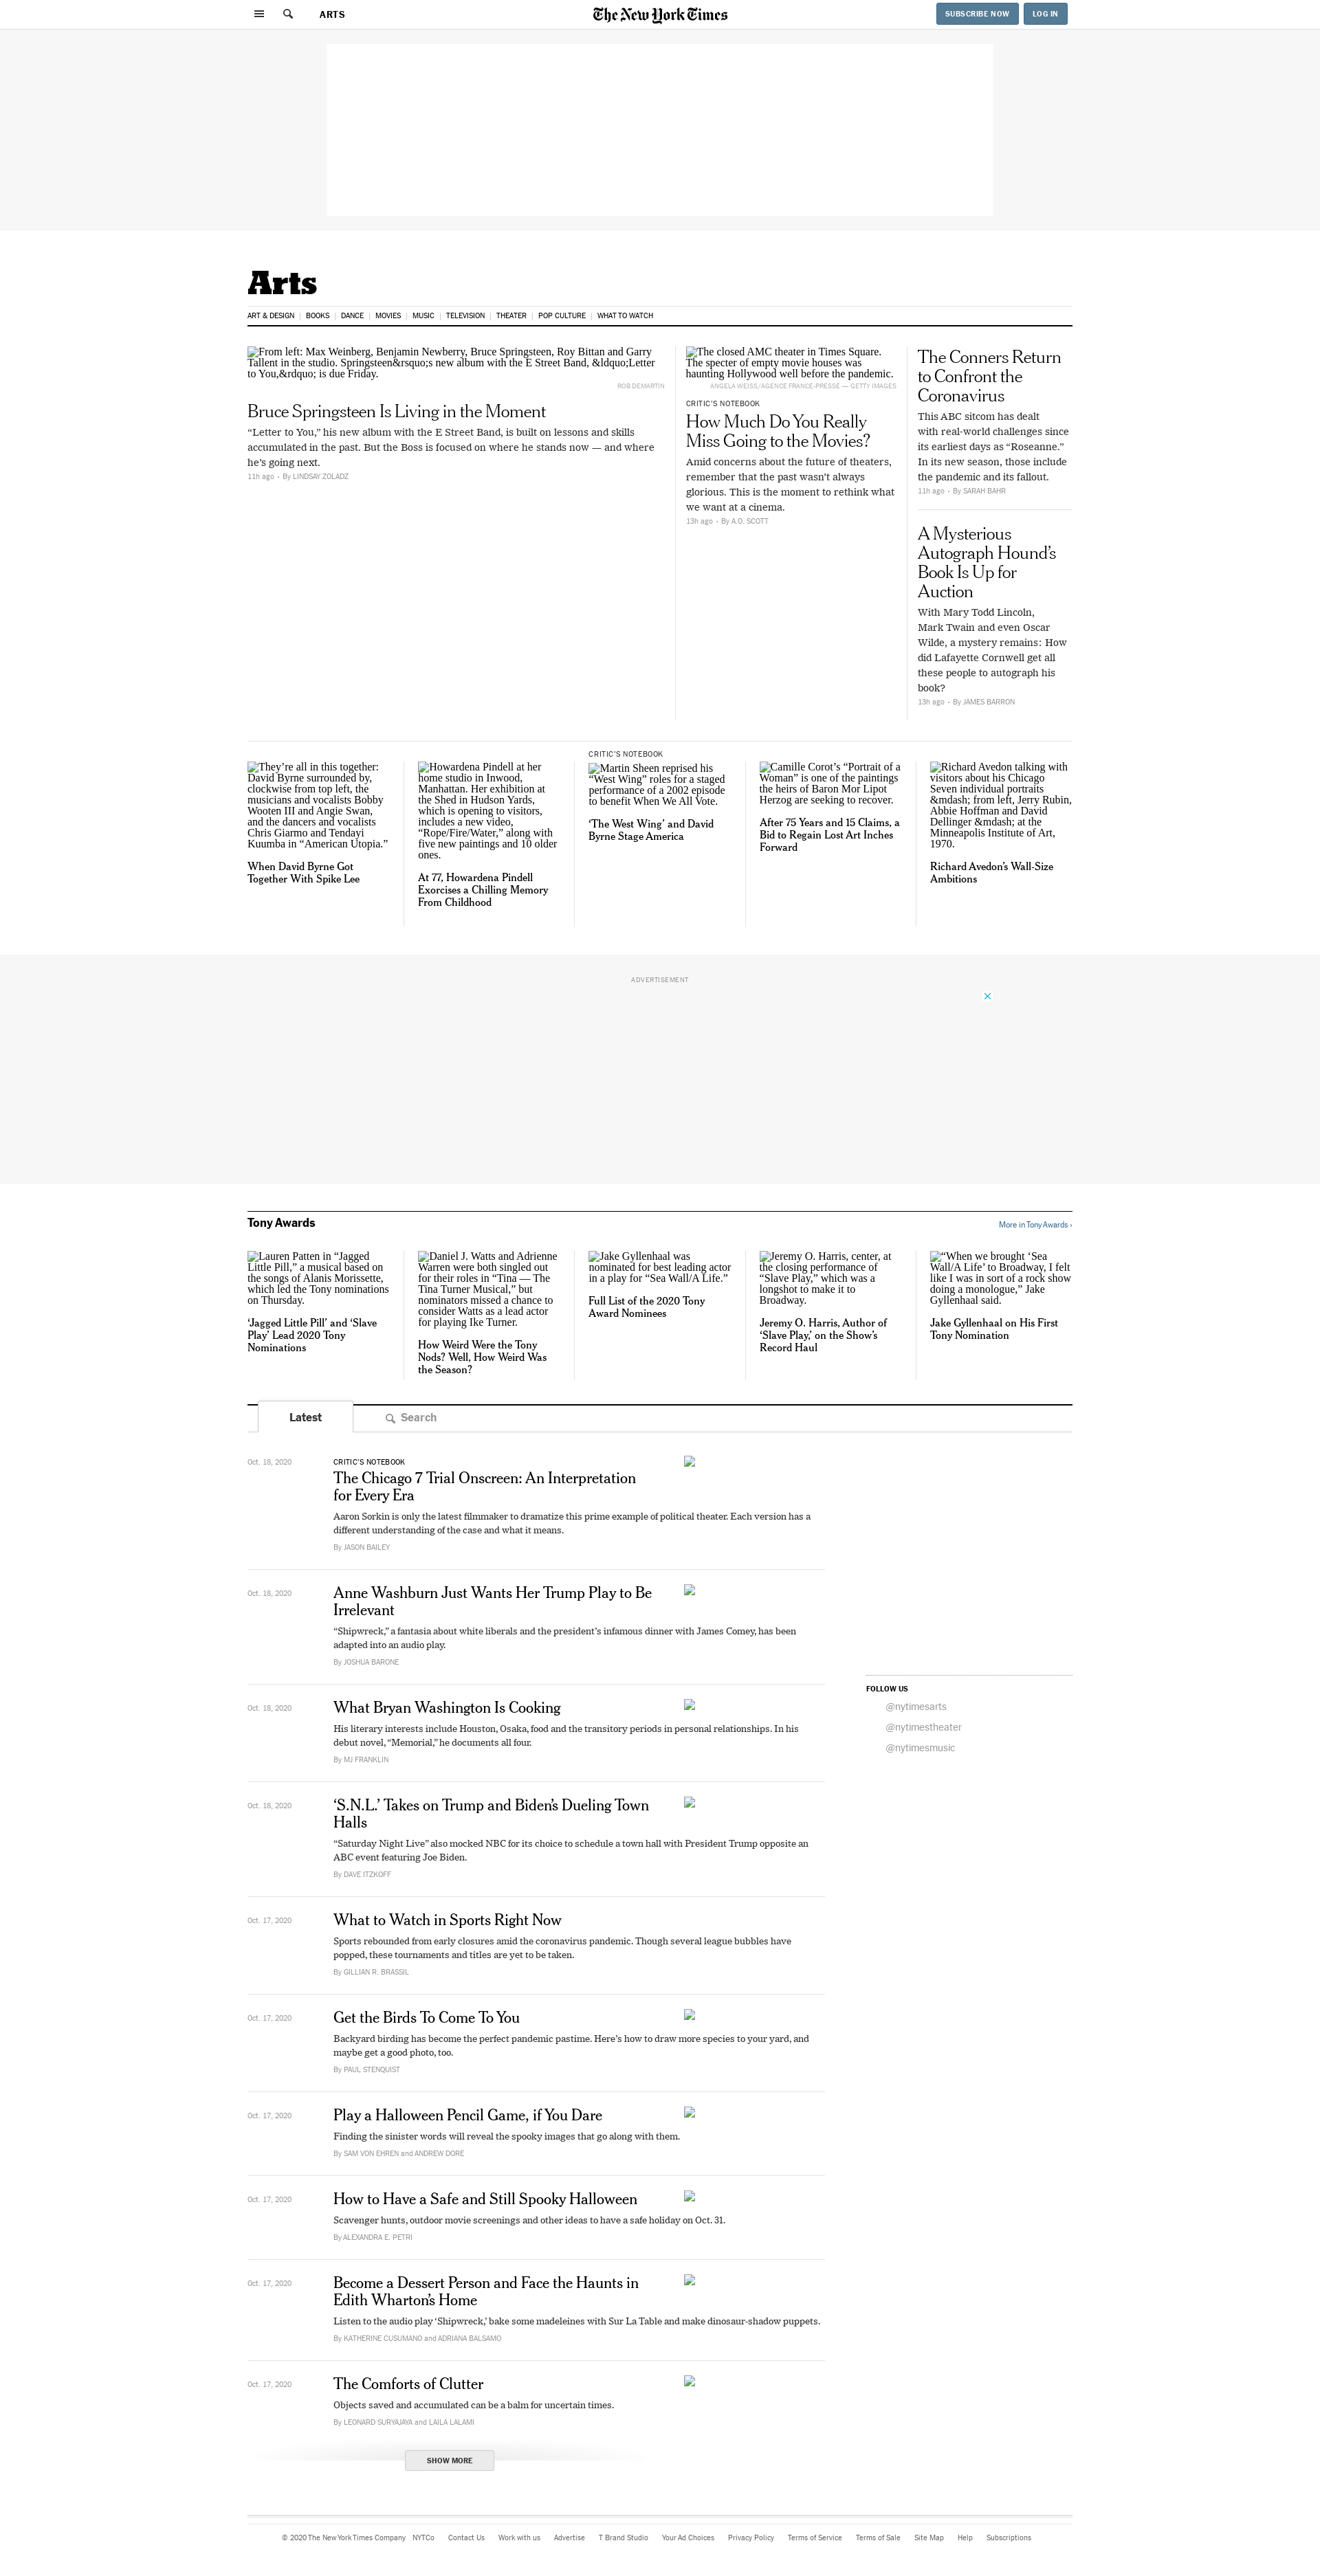 ARTS
The New York Times
SUBSCRIBE NOW
LOG IN
Arts
ART & DESIGN
BOOKS
DANCE
MOVIES
MUSIC
TELEVISION
THEATER
POP CULTURE
WHAT TO WATCH
From left: Max Weinberg, Benjamin Newberry, Bruce Springsteen, Roy Bittan and Garry
Tallent in the studio. Springsteen&rsquo;s new album with the E Street Band, &ldquo;Letter
to You,&rdquo; is due Friday.
ROB DEMARTIN
Bruce Springsteen Is Living in the Moment
“Letter to You,” his new album with the E Street Band, is built on lessons and skills
accumulated in the past. But the Boss is focused on where he stands now — and where
he’s going next.
11h ago • By LINDSAY ZOLADZ
The closed AMC theater in Times Square.
The specter of empty movie houses was
haunting Hollywood well before the pandemic.
ANGELA WEISS/AGENCE FRANCE-PRESSE — GETTY IMAGES
CRITIC’S NOTEBOOK
How Much Do You Really
Miss Going to the Movies?
Amid concerns about the future of theaters,
remember that the past wasn’t always
glorious. This is the moment to rethink what
we want at a cinema.
13h ago • By A.O. SCOTT
The Conners Return
to Confront the
Coronavirus
This ABC sitcom has dealt
with real-world challenges since
its earliest days as “Roseanne.”
In its new season, those include
the pandemic and its fallout.
11h ago • By SARAH BAHR
A Mysterious
Autograph Hound’s
Book Is Up for
Auction
With Mary Todd Lincoln,
Mark Twain and even Oscar
Wilde, a mystery remains: How
did Lafayette Cornwell get all
these people to autograph his
book?
13h ago • By JAMES BARRON
They’re all in this together:
David Byrne surrounded by,
clockwise from top left, the
musicians and vocalists Bobby
Wooten III and Angie Swan,
and the dancers and vocalists
Chris Giarmo and Tendayi
Kuumba in “American Utopia.”
When David Byrne Got
Together With Spike Lee
Howardena Pindell at her
home studio in Inwood,
Manhattan. Her exhibition at
the Shed in Hudson Yards,
which is opening to visitors,
includes a new video,
“Rope/Fire/Water,” along with
five new paintings and 10 older
ones.
At 77, Howardena Pindell
Exorcises a Chilling Memory
From Childhood
CRITIC’S NOTEBOOK
Martin Sheen reprised his
“West Wing” roles for a staged
performance of a 2002 episode
to benefit When We All Vote.
‘The West Wing’ and David
Byrne Stage America
Camille Corot’s “Portrait of a
Woman” is one of the paintings
the heirs of Baron Mor Lipot
Herzog are seeking to recover.
After 75 Years and 15 Claims, a
Bid to Regain Lost Art Inches
Forward
Richard Avedon talking with
visitors about his Chicago
Seven individual portraits
&mdash; from left, Jerry Rubin,
Abbie Hoffman and David
Dellinger &mdash; at the
Minneapolis Institute of Art,
1970.
Richard Avedon’s Wall-Size
Ambitions
ADVERTISEMENT
Tony Awards
More in Tony Awards ›
Lauren Patten in “Jagged
Little Pill,” a musical based on
the songs of Alanis Morissette,
which led the Tony nominations
on Thursday.
‘Jagged Little Pill’ and ‘Slave
Play’ Lead 2020 Tony
Nominations
Daniel J. Watts and Adrienne
Warren were both singled out
for their roles in “Tina — The
Tina Turner Musical,” but
nominators missed a chance to
consider Watts as a lead actor
for playing Ike Turner.
How Weird Were the Tony
Nods? Well, How Weird Was
the Season?
Jake Gyllenhaal was
nominated for best leading actor
in a play for “Sea Wall/A Life.”
Full List of the 2020 Tony
Award Nominees
Jeremy O. Harris, center, at
the closing performance of
“Slave Play,” which was a
longshot to make it to
Broadway.
Jeremy O. Harris, Author of
‘Slave Play,’ on the Show’s
Record Haul
“When we brought ‘Sea
Wall/A Life’ to Broadway, I felt
like I was in sort of a rock show
doing a monologue,” Jake
Gyllenhaal said.
Jake Gyllenhaal on His First
Tony Nomination
Latest
Search
Oct. 18, 2020
CRITIC’S NOTEBOOK
The Chicago 7 Trial Onscreen: An Interpretation
for Every Era
Aaron Sorkin is only the latest filmmaker to dramatize this prime example of political theater. Each version has a
different understanding of the case and what it means.
By JASON BAILEY
Oct. 18, 2020
Anne Washburn Just Wants Her Trump Play to Be
Irrelevant
“Shipwreck,” a fantasia about white liberals and the president’s infamous dinner with James Comey, has been
adapted into an audio play.
By JOSHUA BARONE
FOLLOW US
@nytimesarts
@nytimestheater
@nytimesmusic
Oct. 18, 2020
What Bryan Washington Is Cooking
His literary interests include Houston, Osaka, food and the transitory periods in personal relationships. In his
debut novel, “Memorial,” he documents all four.
By MJ FRANKLIN
Oct. 18, 2020
‘S.N.L.’ Takes on Trump and Biden’s Dueling Town
Halls
“Saturday Night Live” also mocked NBC for its choice to schedule a town hall with President Trump opposite an
ABC event featuring Joe Biden.
By DAVE ITZKOFF
Oct. 17, 2020
What to Watch in Sports Right Now
Sports rebounded from early closures amid the coronavirus pandemic. Though several league bubbles have
popped, these tournaments and titles are yet to be taken.
By GILLIAN R. BRASSIL
Oct. 17, 2020
Get the Birds To Come To You
Backyard birding has become the perfect pandemic pastime. Here’s how to draw more species to your yard, and
maybe get a good photo, too.
By PAUL STENQUIST
Oct. 17, 2020
Play a Halloween Pencil Game, if You Dare
Finding the sinister words will reveal the spooky images that go along with them.
By SAM VON EHREN and ANDREW DORE
Oct. 17, 2020
How to Have a Safe and Still Spooky Halloween
Scavenger hunts, outdoor movie screenings and other ideas to have a safe holiday on Oct. 31.
By ALEXANDRA E. PETRI
Oct. 17, 2020
Become a Dessert Person and Face the Haunts in
Edith Wharton’s Home
Listen to the audio play ‘Shipwreck,’ bake some madeleines with Sur La Table and make dinosaur-shadow puppets.
By KATHERINE CUSUMANO and ADRIANA BALSAMO
Oct. 17, 2020
The Comforts of Clutter
Objects saved and accumulated can be a balm for uncertain times.
By LEONARD SURYAJAYA and LAILA LALAMI
SHOW MORE
© 2020 The New York Times Company
NYTCo
Contact Us
Work with us
Advertise
T Brand Studio
Your Ad Choices
Privacy Policy
Terms of Service
Terms of Sale
Site Map
Help
Subscriptions